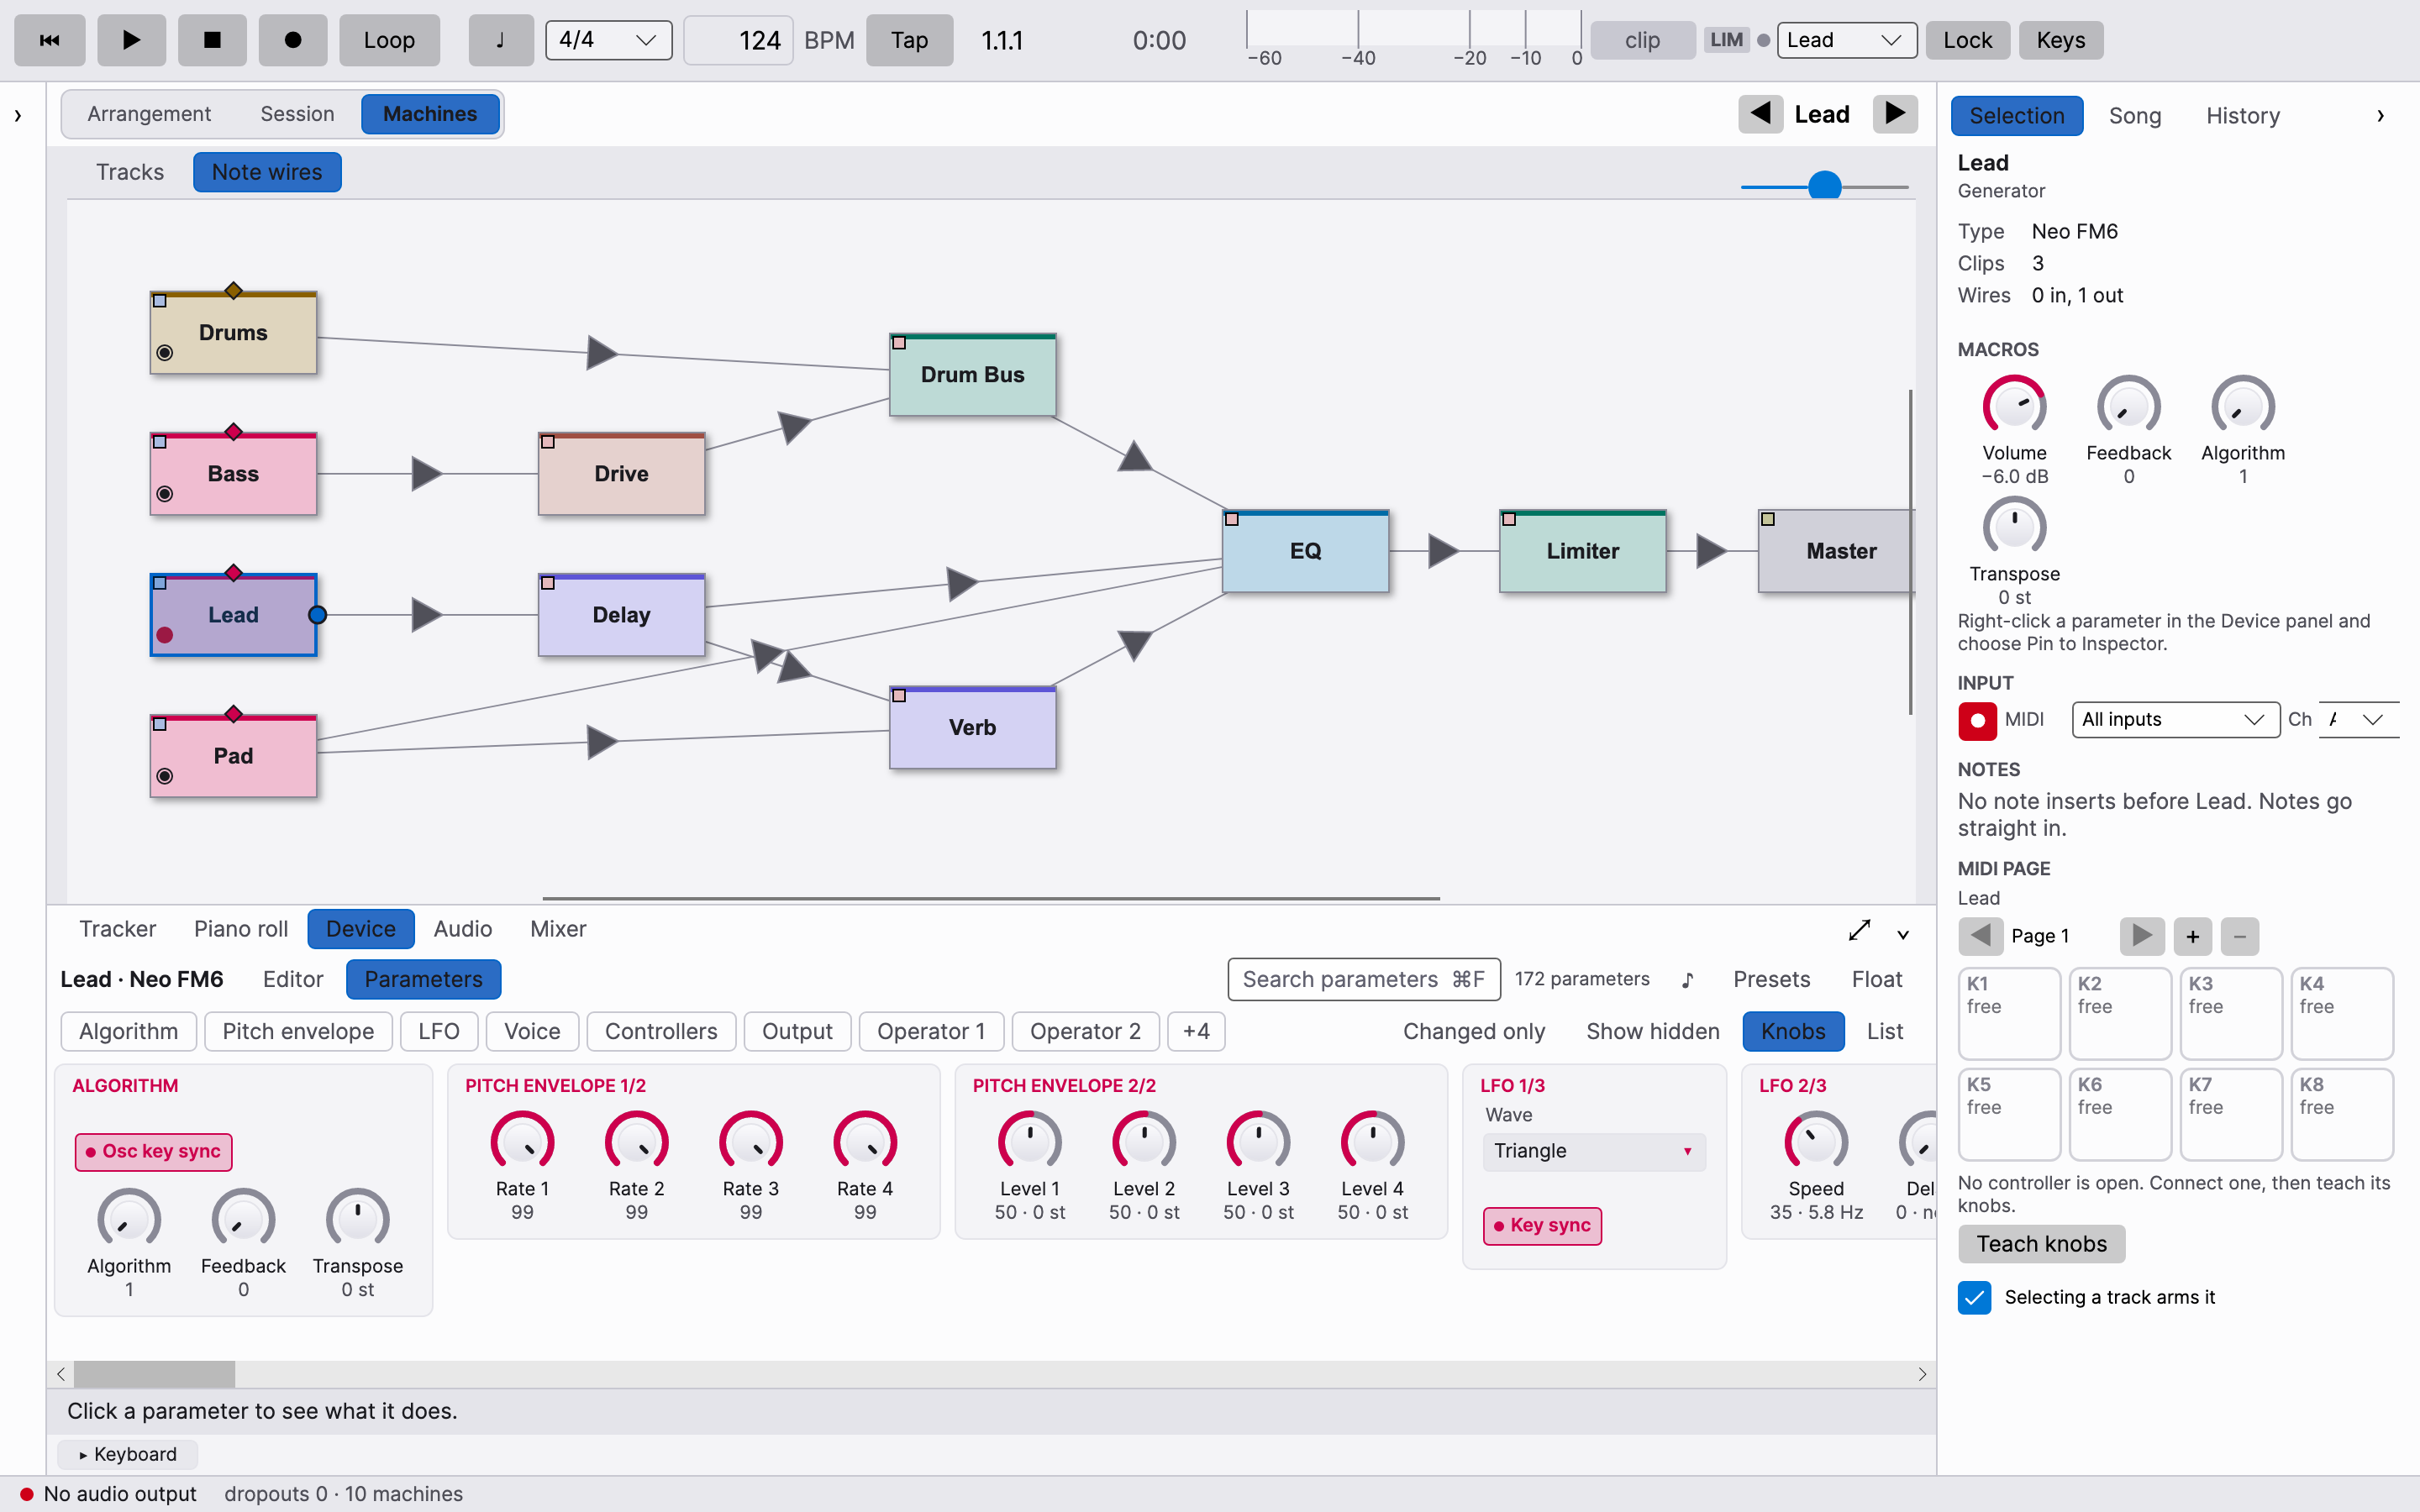 Loop
4/4
124 BPM
Tap
1.1.1
0:00
−60 −40 −20 −10 0
clip
LIM
Lead
Lock
Keys
Arrangement
Session
Machines
Lead
Tracks
Note wires
Drums
Drum Bus
Bass
Drive
EQ
Limiter
Master
Lead
Delay
Pad
Verb
Selection
Song
History
Lead
Generator
Type Neo FM6
Clips 3
Wires 0 in, 1 out
MACROS
Volume Feedback Algorithm
−6.0 dB 0 1
Transpose
0 st
Right-click a parameter in the Device panel and
choose Pin to Inspector.
INPUT
MIDI All inputs Ch
NOTES
No note inserts before Lead. Notes go
straight in.
MIDI PAGE
Lead
Page 1 + −
K1 K2 K3 K4
free free free free
K5 K6 K7 K8
free free free free
No controller is open. Connect one, then teach its
knobs.
Teach knobs
Selecting a track arms it
Tracker
Piano roll
Device
Audio
Mixer
Lead · Neo FM6
Editor
Parameters
Search parameters ⌘F
172 parameters
Presets
Float
Algorithm
Pitch envelope
LFO
Voice
Controllers
Output
Operator 1
Operator 2
+4
Changed only
Show hidden
Knobs
List
ALGORITHM
Osc key sync
Algorithm Feedback Transpose
1 0 0 st
PITCH ENVELOPE 1/2
Rate 1 Rate 2 Rate 3 Rate 4
99 99 99 99
PITCH ENVELOPE 2/2
Level 1 Level 2 Level 3 Level 4
50 · 0 st 50 · 0 st 50 · 0 st 50 · 0 st
LFO 1/3
Wave
Triangle
Key sync
LFO 2/3
Speed
35 · 5.8 Hz
Click a parameter to see what it does.
Keyboard
No audio output
dropouts 0 · 10 machines